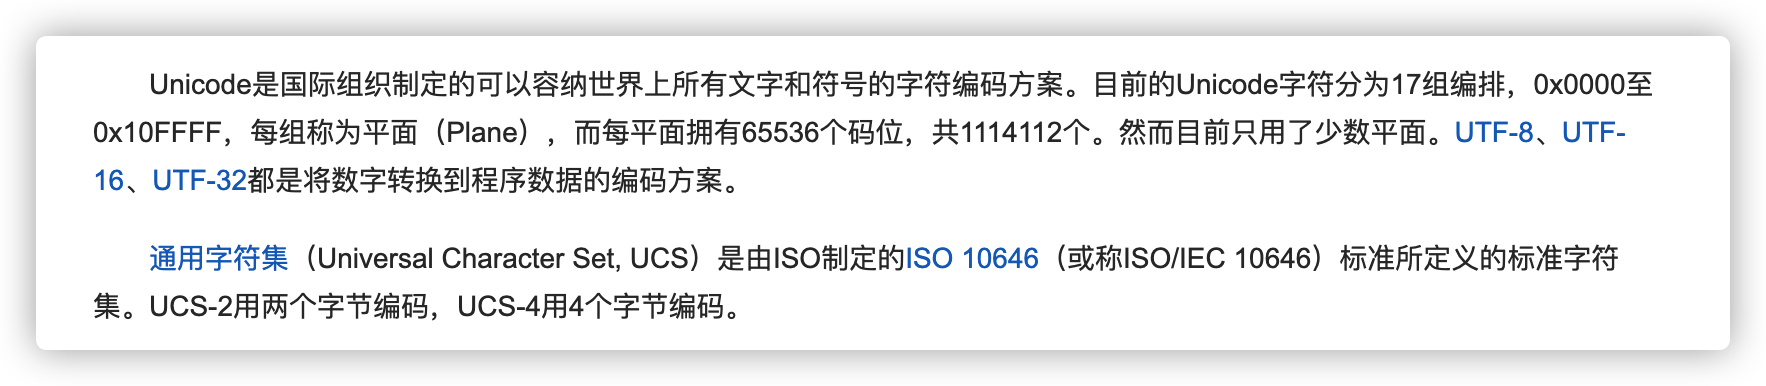 Unicode是国际组织制定的可以容纳世界上所有文字和符号的字符编码方案。目前的Unicode字符分为17组编排，0x0000至
0x10FFFF，每组称为平面（Plane），而每平面拥有65536个码位，共1114112个。然而目前只用了少数平面。UTF-8、UTF-
16、UTF-32都是将数字转换到程序数据的编码方案。
通用字符集（Universal Character Set, UCS）是由ISO制定的ISO 10646（或称ISO/IEC 10646）标准所定义的标准字符
集。UCS-2用两个字节编码，UCS-4用4个字节编码。